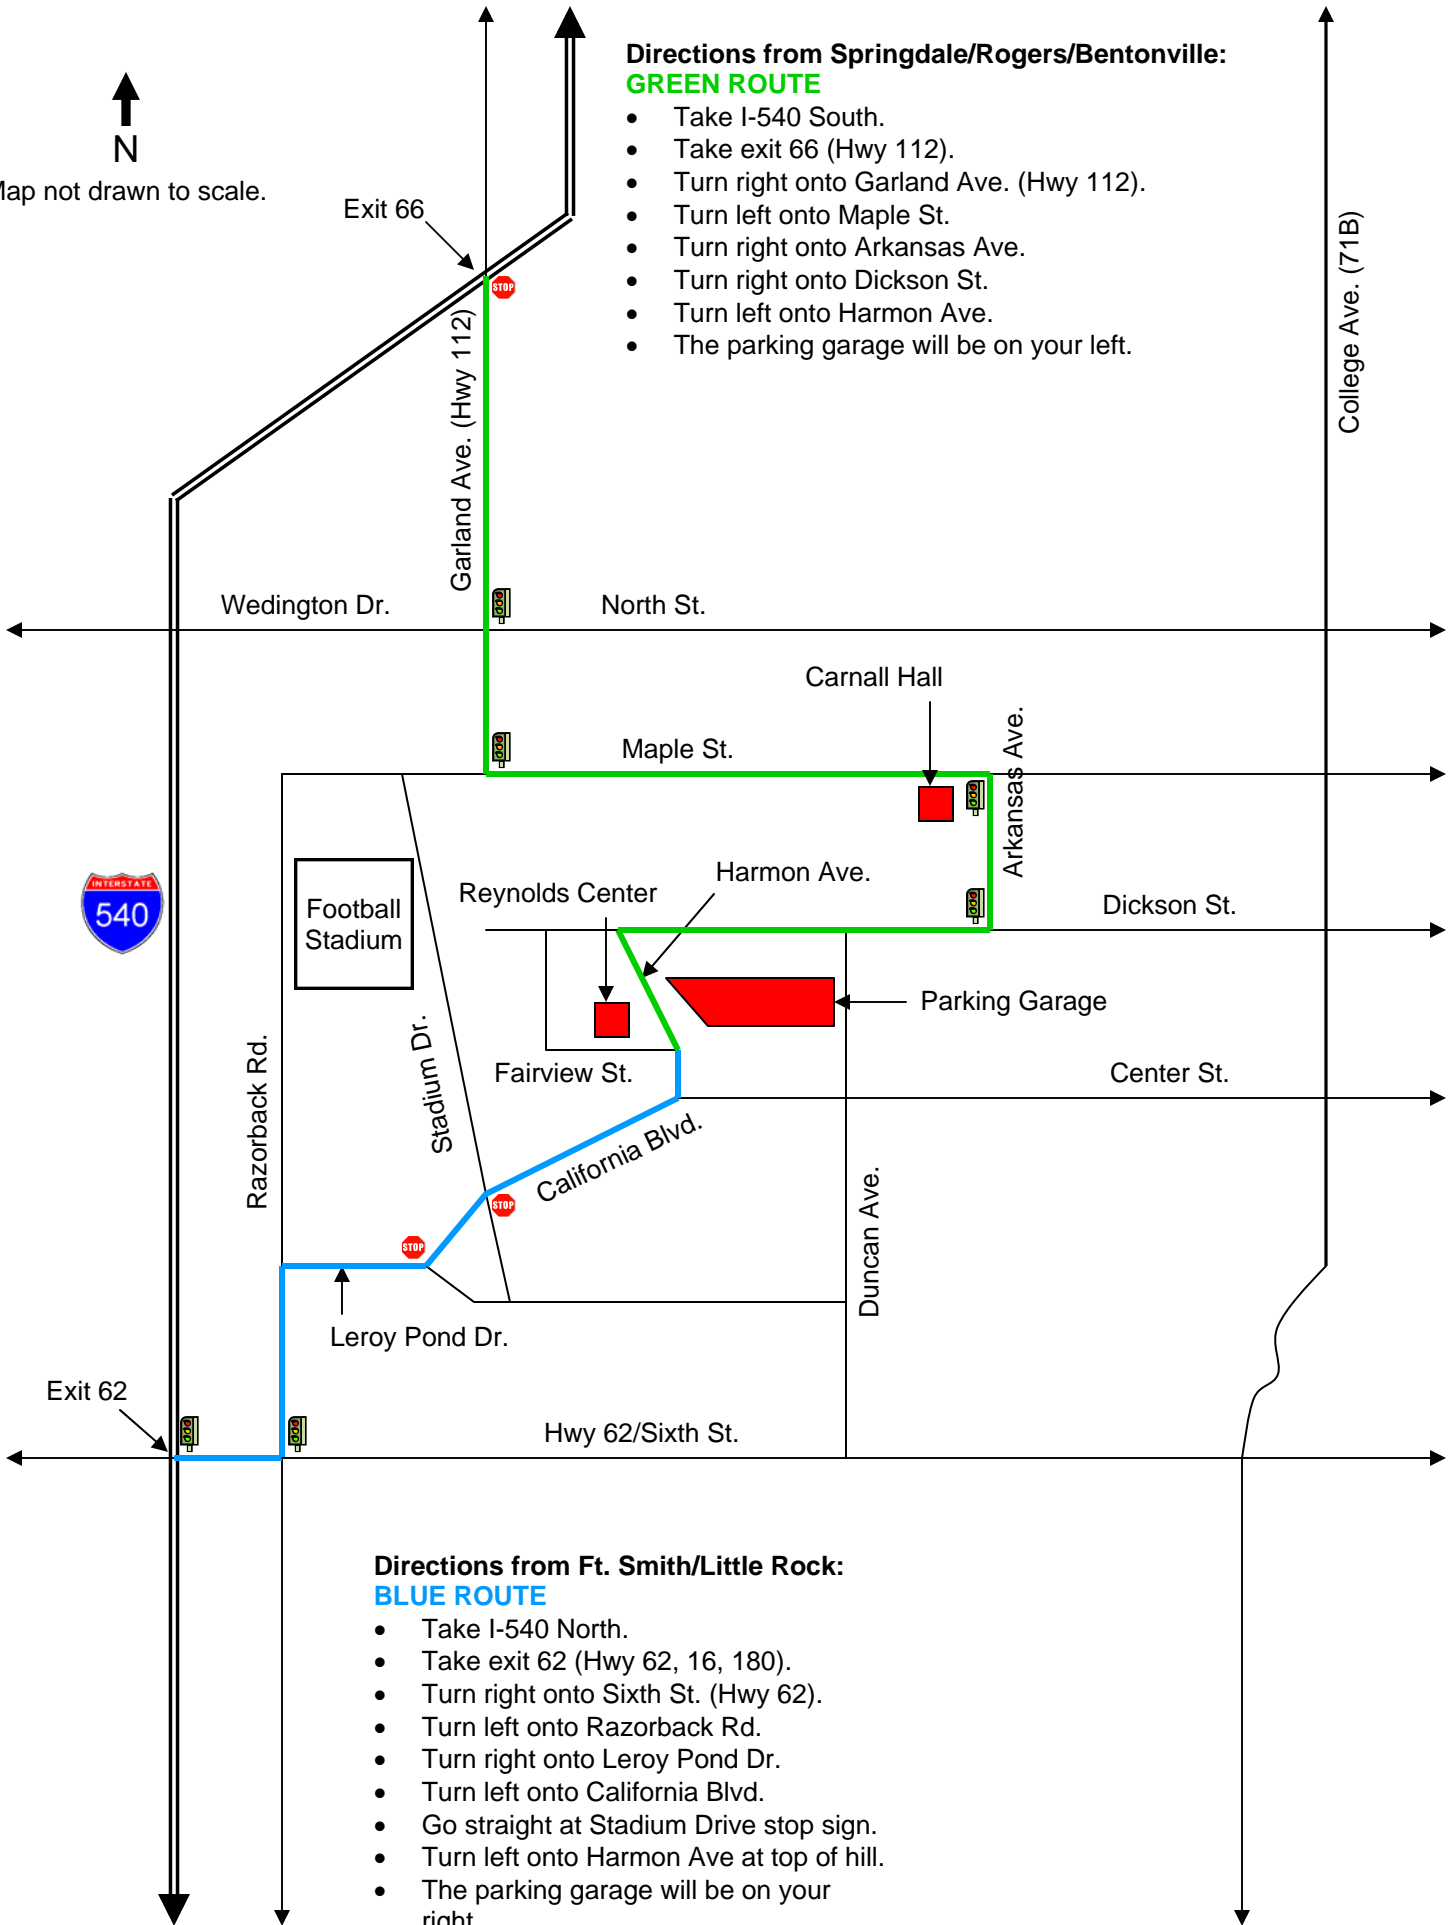 Directions from Springdale/Rogers/Bentonville:
GREEN ROUTE
• Take I-540 South.
• Take exit 66 (Hwy 112).
• Turn right onto Garland Ave. (Hwy 112).
• Turn left onto Maple St.
• Turn right onto Arkansas Ave.
• Turn right onto Dickson St.
• Turn left onto Harmon Ave.
• The parking garage will be on your left.
N
Map not drawn to scale.
Exit 66
STOP
Garland Ave. (Hwy 112)
College Ave. (71B)
Wedington Dr.
North St.
Carnall Hall
Maple St.
Arkansas Ave.
INTERSTATE
540
Football
Stadium
Reynolds Center
Harmon Ave.
Dickson St.
Parking Garage
Razorback Rd.
Stadium Dr.
Fairview St.
Center St.
California Blvd.
STOP
STOP
Duncan Ave.
Leroy Pond Dr.
Exit 62
Hwy 62/Sixth St.
Directions from Ft. Smith/Little Rock:
BLUE ROUTE
• Take I-540 North.
• Take exit 62 (Hwy 62, 16, 180).
• Turn right onto Sixth St. (Hwy 62).
• Turn left onto Razorback Rd.
• Turn right onto Leroy Pond Dr.
• Turn left onto California Blvd.
• Go straight at Stadium Drive stop sign.
• Turn left onto Harmon Ave at top of hill.
• The parking garage will be on your
right